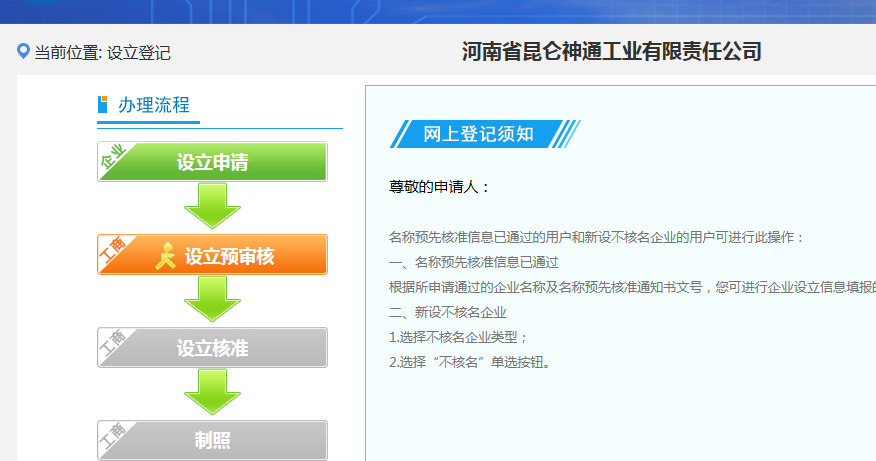 当前位置: 设立登记
河南省昆仑神通工业有限责任公司
办理流程
企业
设立申请
工商
设立预审核
工商
设立核准
工商
制照
网上登记须知
尊敬的申请人：
名称预先核准信息已通过的用户和新设不核名企业的用户可进行此操作：
一、名称预先核准信息已通过
根据所申请通过的企业名称及名称预先核准通知书文号，您可进行企业设立信息填报的
二、新设不核名企业
1.选择不核名企业类型；
2.选择“不核名”单选按钮。